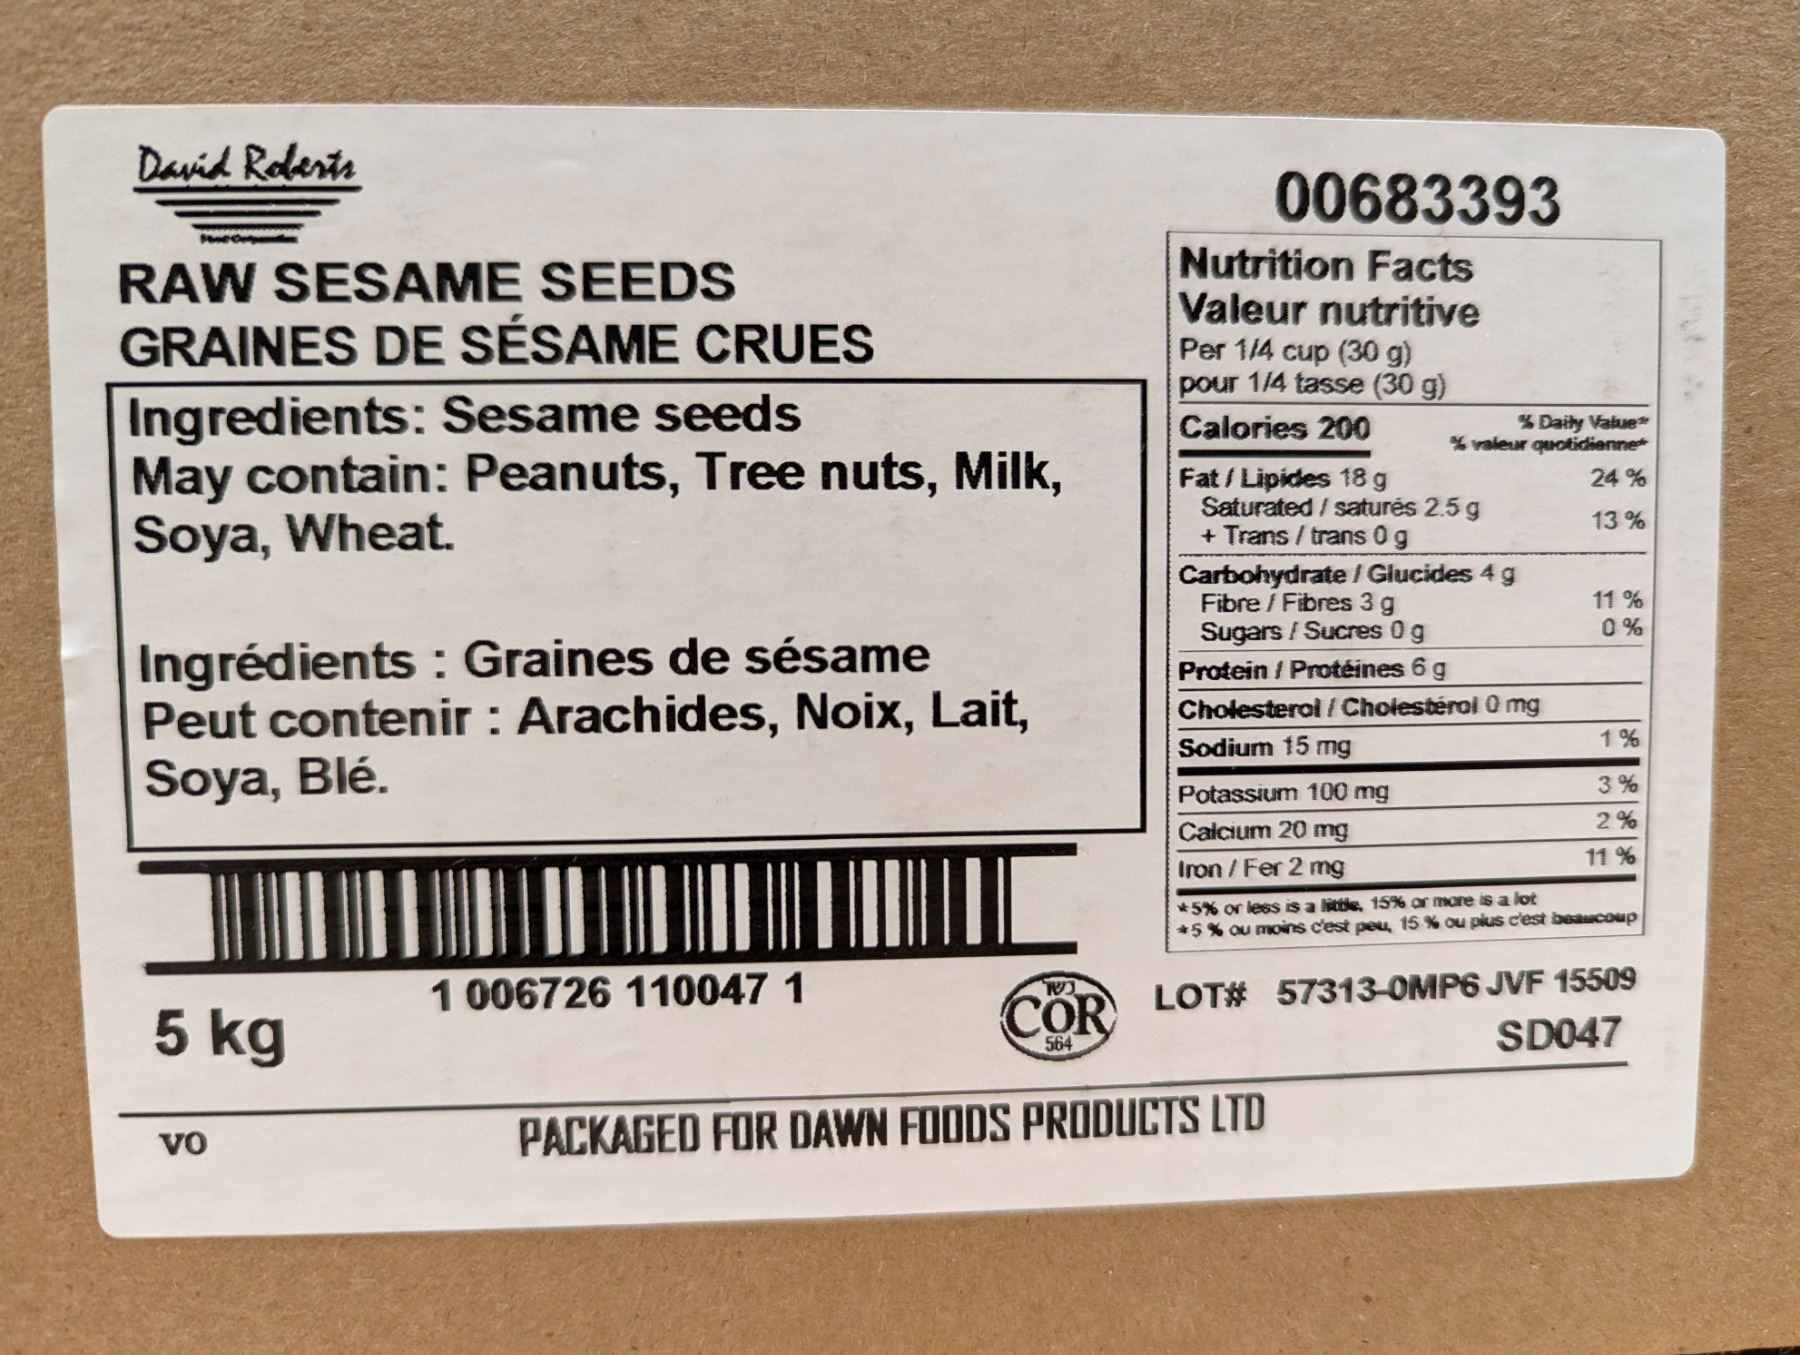 David Roberts
Food Corporation
RAW SESAME SEEDS
GRAINES DE SÉSAME CRUES
Ingredients: Sesame seeds
May contain: Peanuts, Tree nuts, Milk,
Soya, Wheat.
Ingrédients : Graines de sésame
Peut contenir : Arachides, Noix, Lait,
Soya, Blé.
1 006726 110047 1
5 kg
כשר
COR
564
00683393
Nutrition Facts
Valeur nutritive
Per 1/4 cup (30 g)
pour 1/4 tasse (30 g)
Calories 200
% Daily Value*
% valeur quotidienne*
Fat / Lipides 18 g 24 %
Saturated / saturés 2.5 g
+ Trans / trans 0 g 13 %
Carbohydrate / Glucides 4 g
Fibre / Fibres 3 g 11 %
Sugars / Sucres 0 g 0 %
Protein / Protéines 6 g
Cholesterol / Cholestérol 0 mg
Sodium 15 mg 1 %
Potassium 100 mg 3 %
Calcium 20 mg 2 %
Iron / Fer 2 mg 11 %
*5% or less is a little, 15% or more is a lot
*5 % ou moins c'est peu, 15 % ou plus c'est beaucoup
LOT# 57313-0MP6 JVF 15509
SD047
VO
PACKAGED FOR DAWN FOODS PRODUCTS LTD